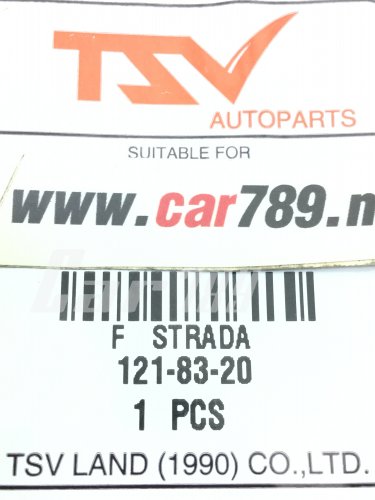 TSV
AUTOPARTS
SUITABLE FOR
www.car789.n
F STRADA
121-83-20
1 PCS
TSV LAND (1990) CO.,LTD.